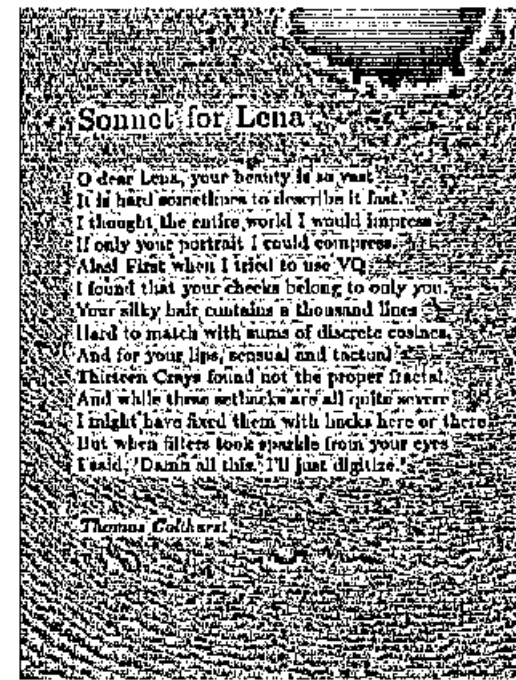 Sonnet for Lena
O dear Lena, your beauty is so vast
It is hard sometimes to describe it fast.
I thought the entire world I would impress
If only your portrait I could compress.
Alas! First when I tried to use VQ
I found that your cheeks belong to only you.
Your silky hair contains a thousand lines
Hard to match with sums of discrete cosines.
And for your lips, sensual and tactual
Thirteen Crays found not the proper fractal.
And while these setbacks are all quite severe
I might have fixed them with hacks here or there
But when filters took sparkle from your eyes
I said, 'Damn all this. I'll just digitize.'
Thomas Colthurst